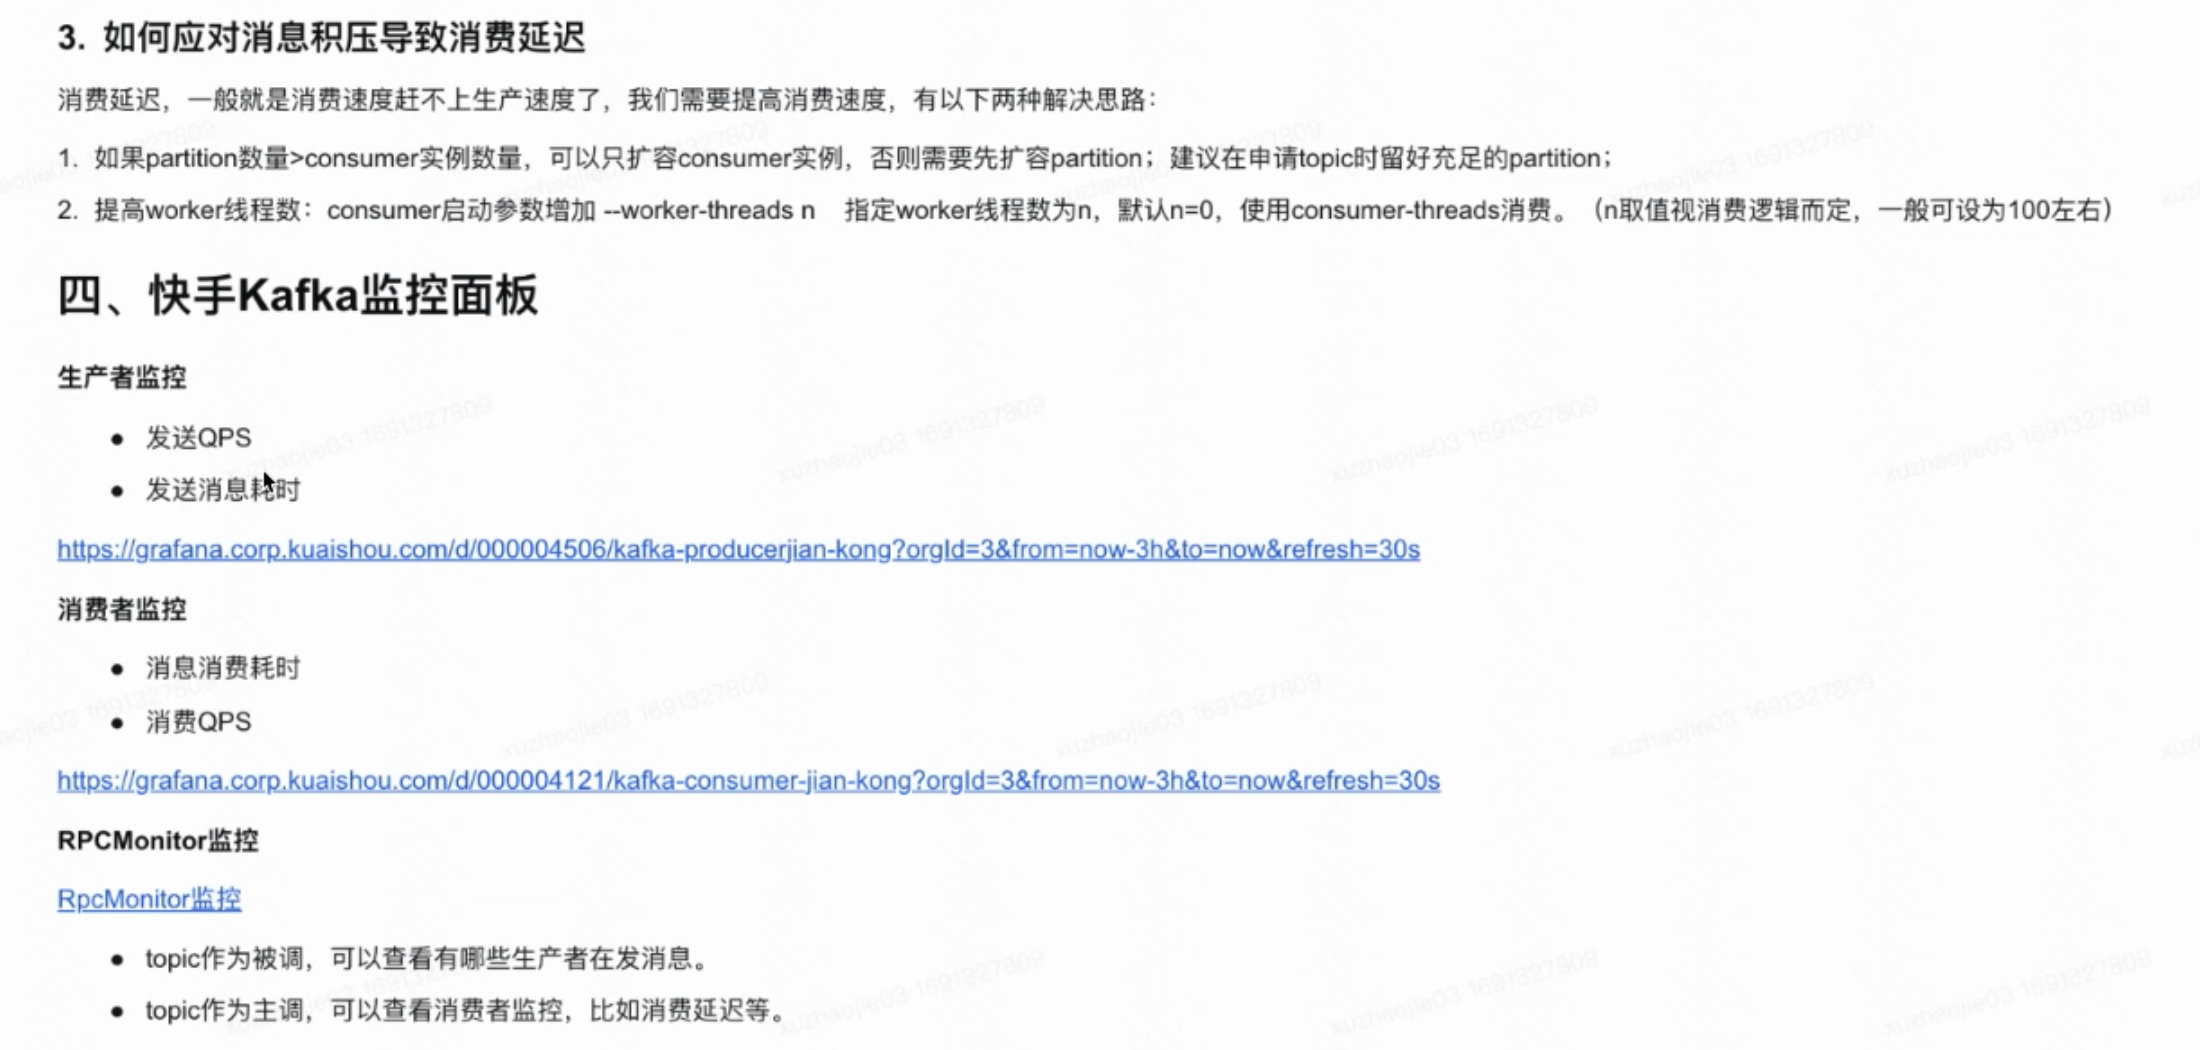 3. 如何应对消息积压导致消费延迟
消费延迟，一般就是消费速度赶不上生产速度了，我们需要提高消费速度，有以下两种解决思路：
1. 如果partition数量>consumer实例数量，可以只扩容consumer实例，否则需要先扩容partition；建议在申请topic时留好充足的partition；
2. 提高worker线程数：consumer启动参数增加 --worker-threads n 指定worker线程数为n，默认n=0，使用consumer-threads消费。（n取值视消费逻辑而定，一般可设为100左右）
四、快手Kafka监控面板
生产者监控
● 发送QPS
● 发送消息耗时
https://grafana.corp.kuaishou.com/d/000004506/kafka-producerjian-kong?orgId=3&from=now-3h&to=now&refresh=30s
消费者监控
● 消息消费耗时
● 消费QPS
https://grafana.corp.kuaishou.com/d/000004121/kafka-consumer-jian-kong?orgId=3&from=now-3h&to=now&refresh=30s
RPCMonitor监控
RpcMonitor监控
● topic作为被调，可以查看有哪些生产者在发消息。
● topic作为主调，可以查看消费者监控，比如消费延迟等。
xuzhaojie03 1691327809